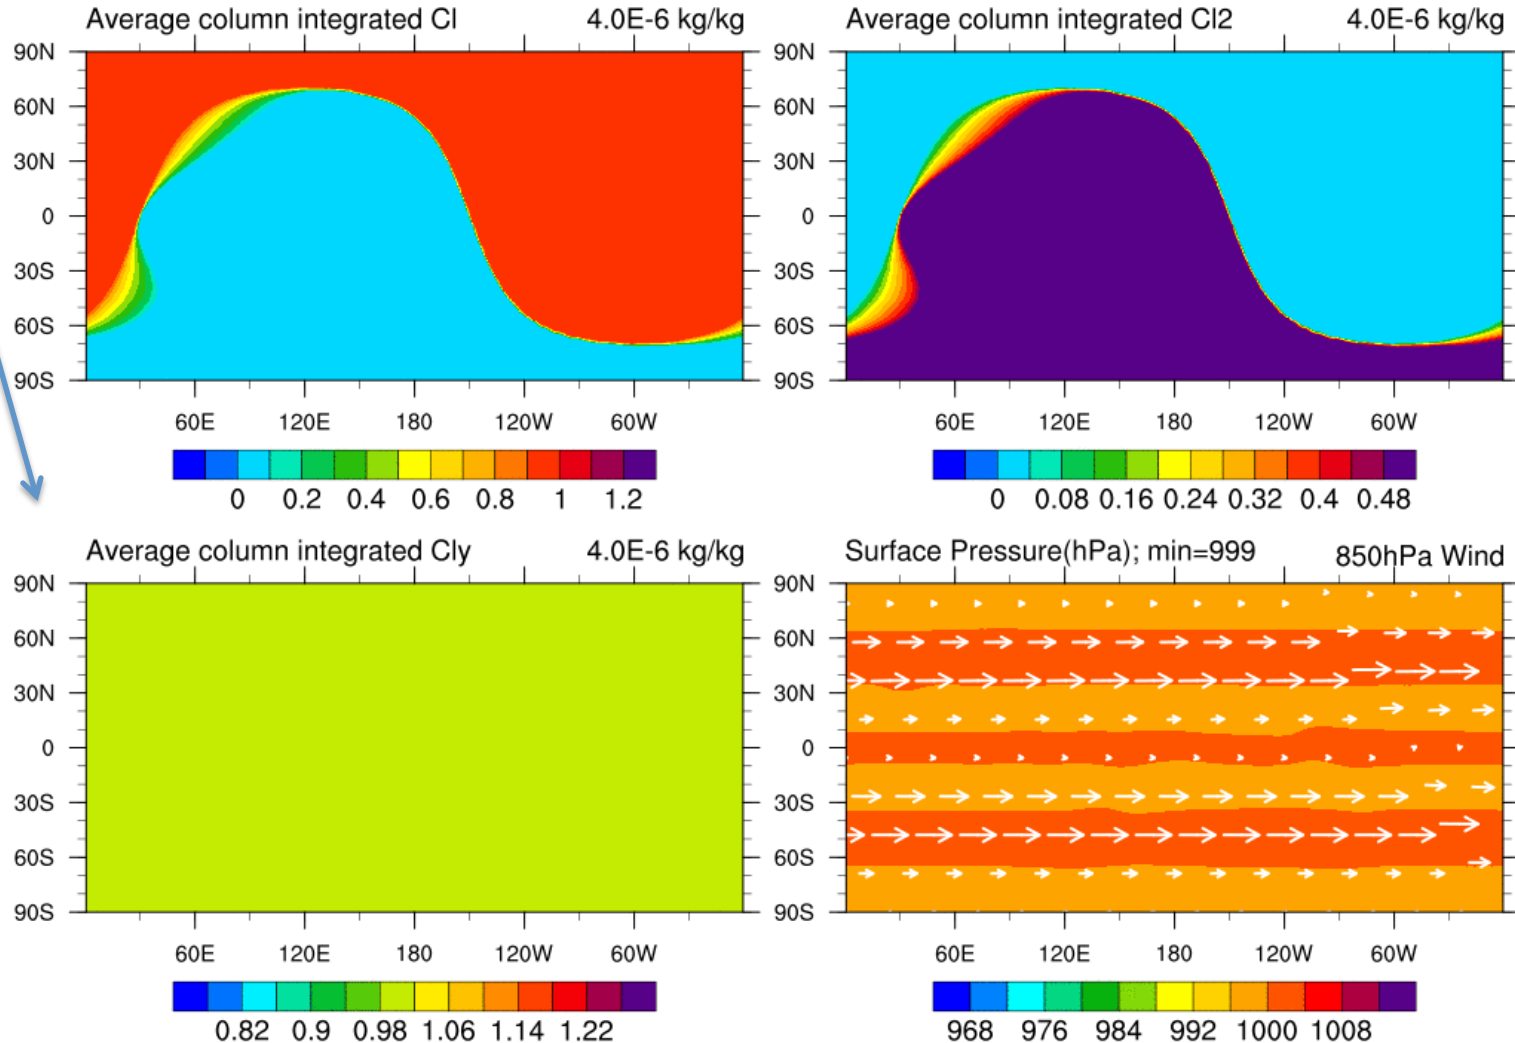 Average column integrated Cl 4.0E-6 kg/kg
Average column integrated Cl2 4.0E-6 kg/kg
90N
60N
30N
0
30S
60S
90S
60E 120E 180 120W 60W
0 0.2 0.4 0.6 0.8 1 1.2
90N
60N
30N
0
30S
60S
90S
60E 120E 180 120W 60W
0 0.08 0.16 0.24 0.32 0.4 0.48
Average column integrated Cly 4.0E-6 kg/kg
Surface Pressure(hPa); min=999 850hPa Wind
90N
60N
30N
0
30S
60S
90S
60E 120E 180 120W 60W
0.82 0.9 0.98 1.06 1.14 1.22
90N
60N
30N
0
30S
60S
90S
60E 120E 180 120W 60W
968 976 984 992 1000 1008